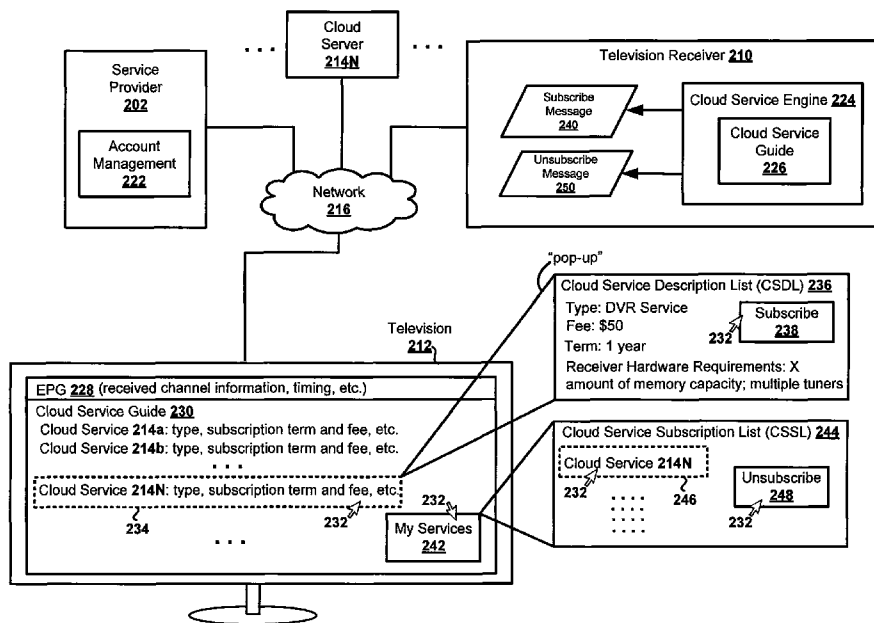 Cloud
Server
214N
. . .
. . .
Service
Provider
202
Account
Management
222
Network
216
Television Receiver 210
Subscribe
Message
240
Unsubscribe
Message
250
Cloud Service Engine 224
Cloud Service
Guide
226
"pop-up"
Cloud Service Description List (CSDL) 236
Type: DVR Service
Fee: $50
Term: 1 year
Receiver Hardware Requirements: X
amount of memory capacity; multiple tuners
232
Subscribe
238
Television
212
EPG 228 (received channel information, timing, etc.)
Cloud Service Guide 230
Cloud Service 214a: type, subscription term and fee, etc.
Cloud Service 214b: type, subscription term and fee, etc.
. . .
Cloud Service 214N: type, subscription term and fee, etc.
234
232
232
. . .
My Services
242
Cloud Service Subscription List (CSSL) 244
Cloud Service 214N
232
246
Unsubscribe
248
232